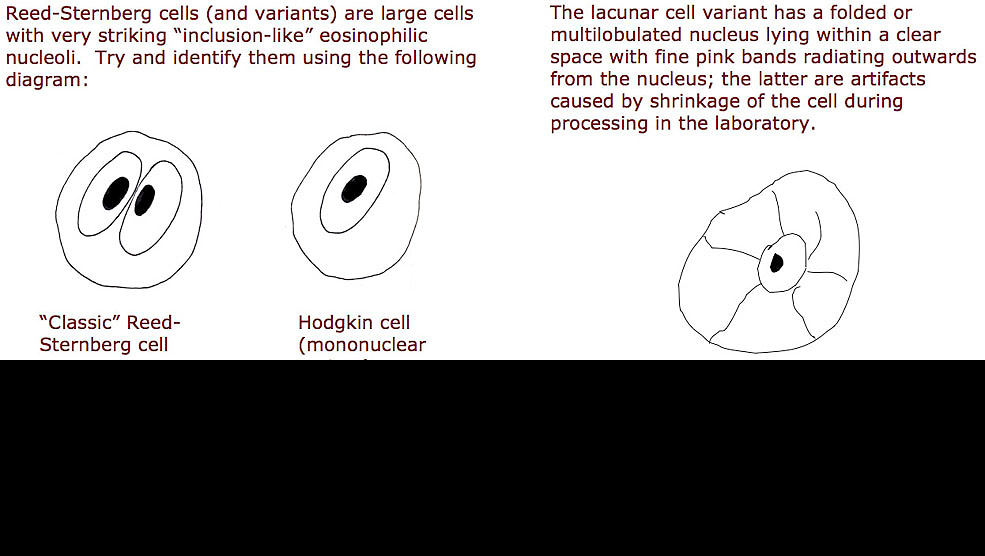 Reed-Sternberg cells (and variants) are large cells
with very striking “inclusion-like” eosinophilic
nucleoli.  Try and identify them using the following
diagram:
The lacunar cell variant has a folded or
multilobulated nucleus lying within a clear
space with fine pink bands radiating outwards
from the nucleus; the latter are artifacts
caused by shrinkage of the cell during
processing in the laboratory.
“Classic” Reed-
Sternberg cell
Hodgkin cell
(mononuclear